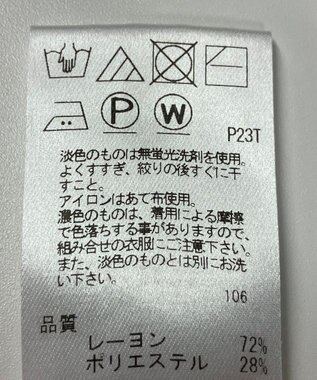 P W
P23T
淡色のものは無蛍光洗剤を使用。
よくすすぎ、絞りの後すぐに干
すこと。
アイロンはあて布使用。
濃色のものは、着用による摩擦
で色落ちする事がありますので、
組み合せの衣服にご注意下さい。
また、淡色のものとは別にお洗
い下さい。
106
品質
レーヨン 72%
ポリエステル 28%